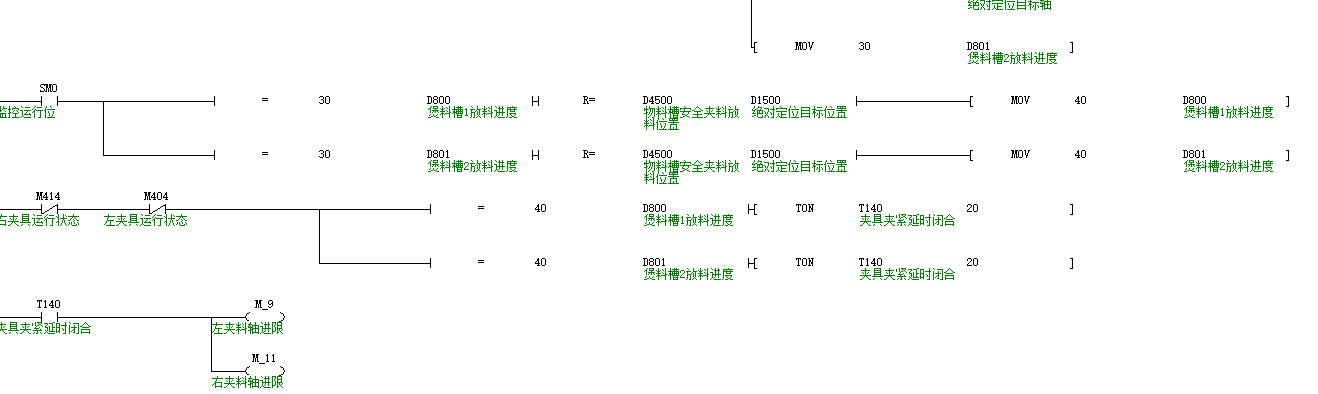 绝对定位目标轴
MOV 30 D801
煲料槽2放料进度
SM0 = 30 D800 R= D4500 D1500 MOV 40 D800
监控运行位 煲料槽1放料进度 物料槽安全夹料放 绝对定位目标位置 煲料槽1放料进度
料位置
= 30 D801 R= D4500 D1500 MOV 40 D801
煲料槽2放料进度 物料槽安全夹料放 绝对定位目标位置 煲料槽2放料进度
料位置
M414 M404 = 40 D800 TON T140 20
右夹具运行状态 左夹具运行状态 煲料槽1放料进度 夹具夹紧延时闭合
= 40 D801 TON T140 20
煲料槽2放料进度 夹具夹紧延时闭合
T140 M_9
夹具夹紧延时闭合 左夹料轴进限
M_11
右夹料轴进限